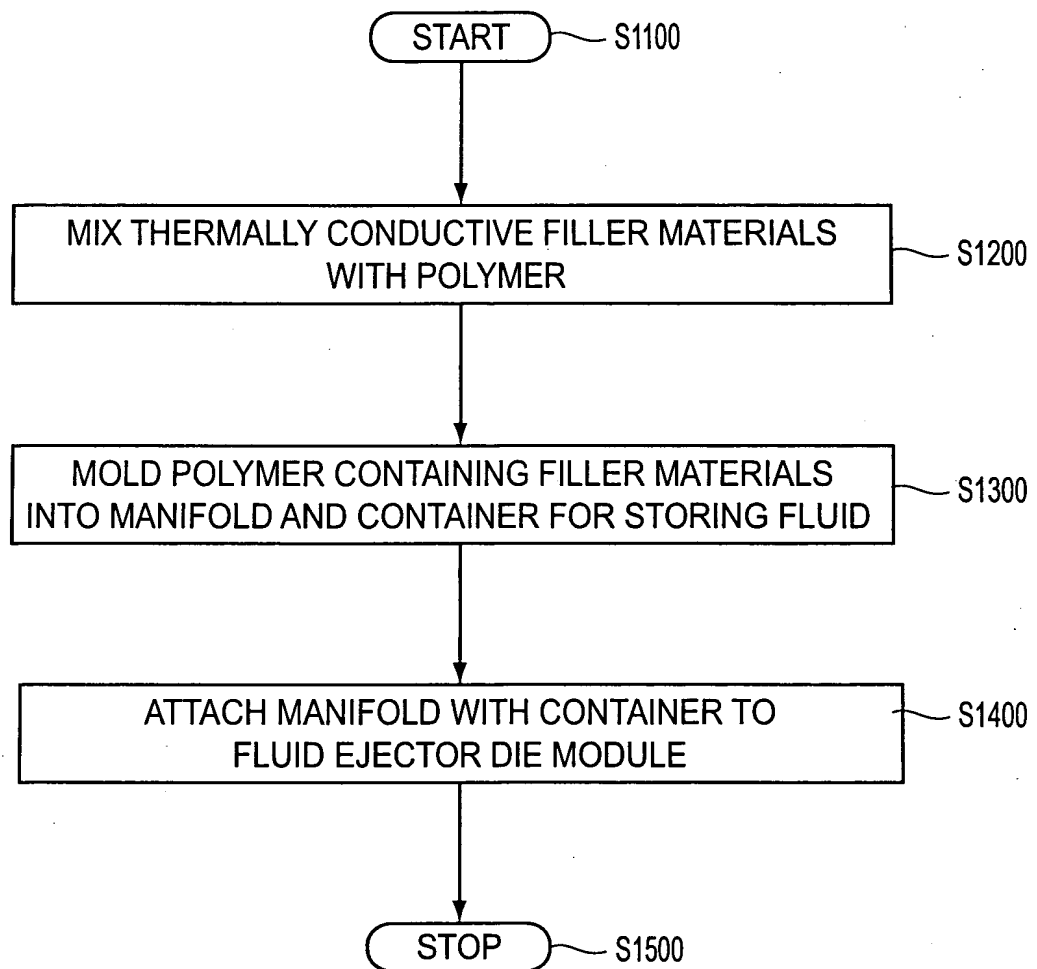 START
S1100
MIX THERMALLY CONDUCTIVE FILLER MATERIALS
WITH POLYMER
S1200
MOLD POLYMER CONTAINING FILLER MATERIALS
INTO MANIFOLD AND CONTAINER FOR STORING FLUID
S1300
ATTACH MANIFOLD WITH CONTAINER TO
FLUID EJECTOR DIE MODULE
S1400
STOP
S1500